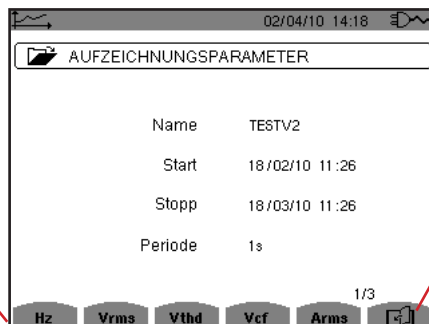 02/04/10 14:18
AUFZEICHNUNGSPARAMETER
Name TESTV2
Start 18/02/10 11:26
Stopp 18/03/10 11:26
Periode 1s
1/3
Hz Vrms Vthd Vcf Arms